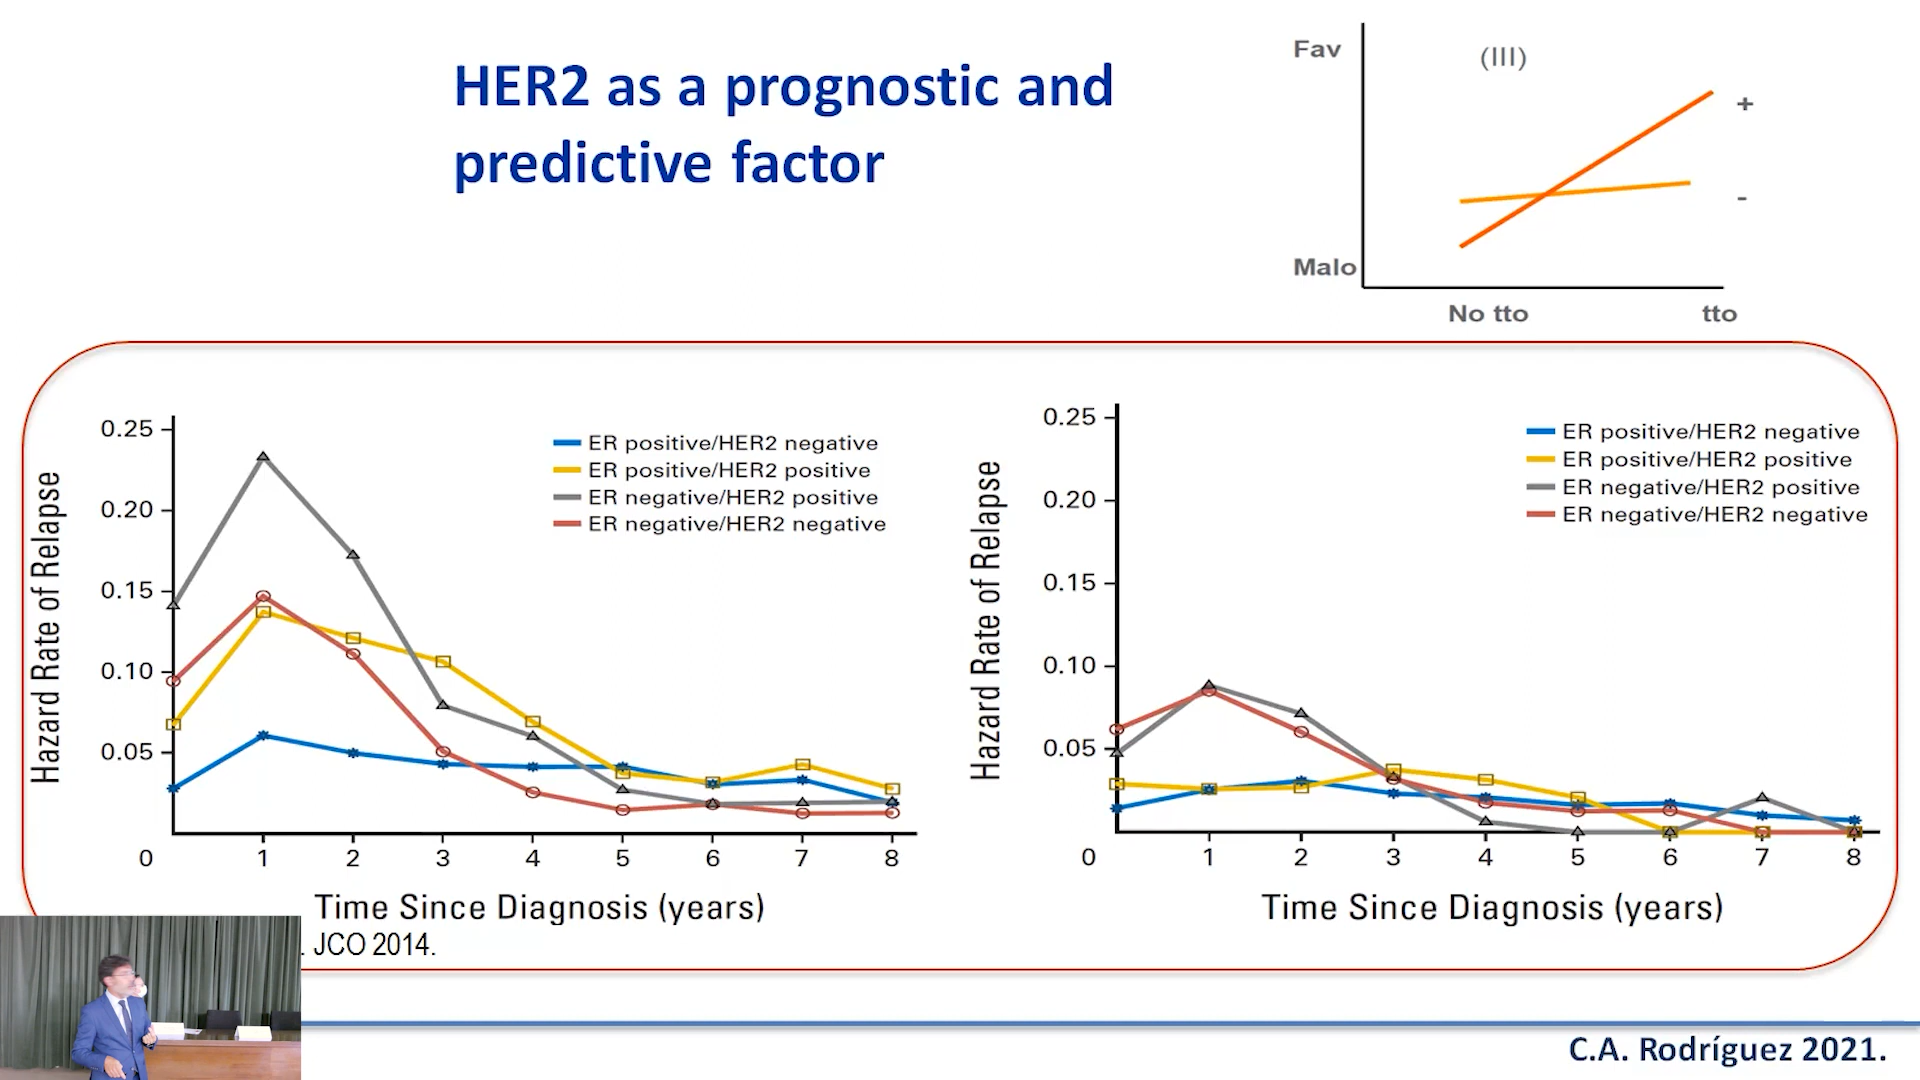 HER2 as a prognostic and
predictive factor
Fav
(III)
+
-
Malo
No tto
tto
0.25
0.20
0.15
0.10
0.05
0
1
2
3
4
5
6
7
8
Hazard Rate of Relapse
ER positive/HER2 negative
ER positive/HER2 positive
ER negative/HER2 positive
ER negative/HER2 negative
Time Since Diagnosis (years)
. JCO 2014.
0.25
0.20
0.15
0.10
0.05
0
1
2
3
4
5
6
7
8
Hazard Rate of Relapse
ER positive/HER2 negative
ER positive/HER2 positive
ER negative/HER2 positive
ER negative/HER2 negative
Time Since Diagnosis (years)
C.A. Rodríguez 2021.